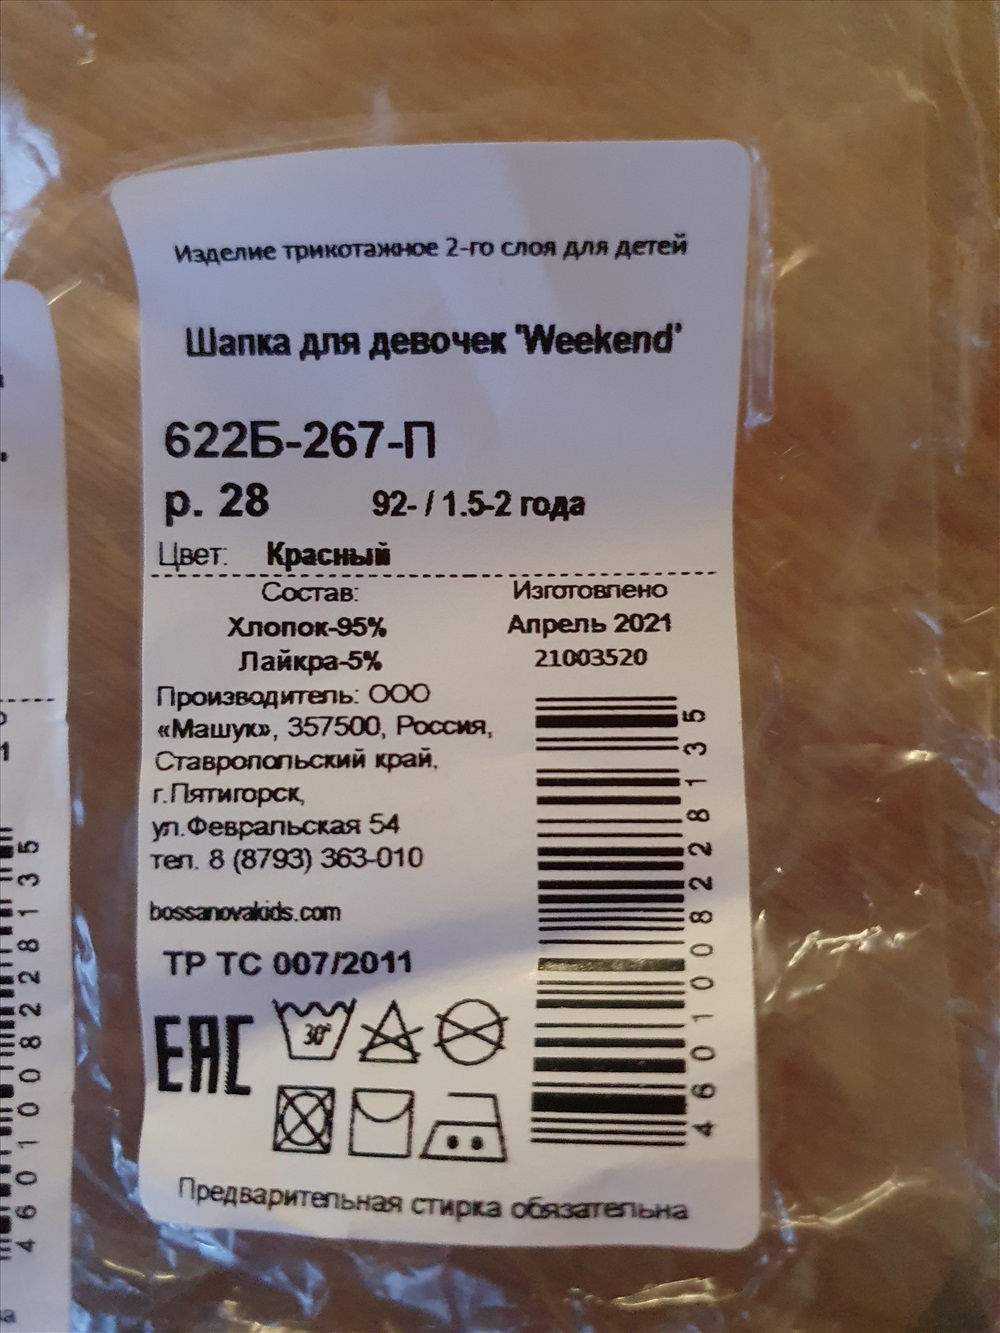 Изделие трикотажное 2-го слоя для детей
Шапка для девочек 'Weekend'
622Б-267-П
р. 28 92- / 1.5-2 года
Цвет: Красный
Состав:
Хлопок-95%
Лайкра-5%
Изготовлено
Апрель 2021
21003520
Производитель: ООО
«Машук», 357500, Россия,
Ставропольский край,
г.Пятигорск,
ул.Февральская 54
тел. 8 (8793) 363-010
bossanovakids.com
ТР ТС 007/2011
EAC
30°
4601008228135
Предварительная стирка обязательна
4601008228135